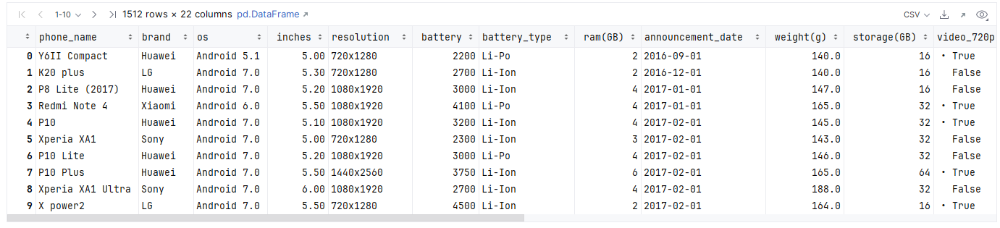 1-10 1512 rows × 22 columns pd.DataFrame CSV
phone_name brand os inches resolution battery battery_type ram(GB) announcement_date weight(g) storage(GB) video_720p
0 Y6II Compact Huawei Android 5.1 5.00 720x1280 2200 Li-Po 2 2016-09-01 140.0 16 • True
1 K20 plus LG Android 7.0 5.30 720x1280 2700 Li-Ion 2 2016-12-01 140.0 16 False
2 P8 Lite (2017) Huawei Android 7.0 5.20 1080x1920 3000 Li-Ion 4 2017-01-01 147.0 16 False
3 Redmi Note 4 Xiaomi Android 6.0 5.50 1080x1920 4100 Li-Po 4 2017-01-01 165.0 32 • True
4 P10 Huawei Android 7.0 5.10 1080x1920 3200 Li-Ion 4 2017-02-01 145.0 32 • True
5 Xperia XA1 Sony Android 7.0 5.00 720x1280 2300 Li-Ion 3 2017-02-01 143.0 32 False
6 P10 Lite Huawei Android 7.0 5.20 1080x1920 3000 Li-Po 4 2017-02-01 146.0 32 False
7 P10 Plus Huawei Android 7.0 5.50 1440x2560 3750 Li-Ion 6 2017-02-01 165.0 64 • True
8 Xperia XA1 Ultra Sony Android 7.0 6.00 1080x1920 2700 Li-Ion 4 2017-02-01 188.0 32 False
9 X power2 LG Android 7.0 5.50 720x1280 4500 Li-Ion 2 2017-02-01 164.0 16 • True